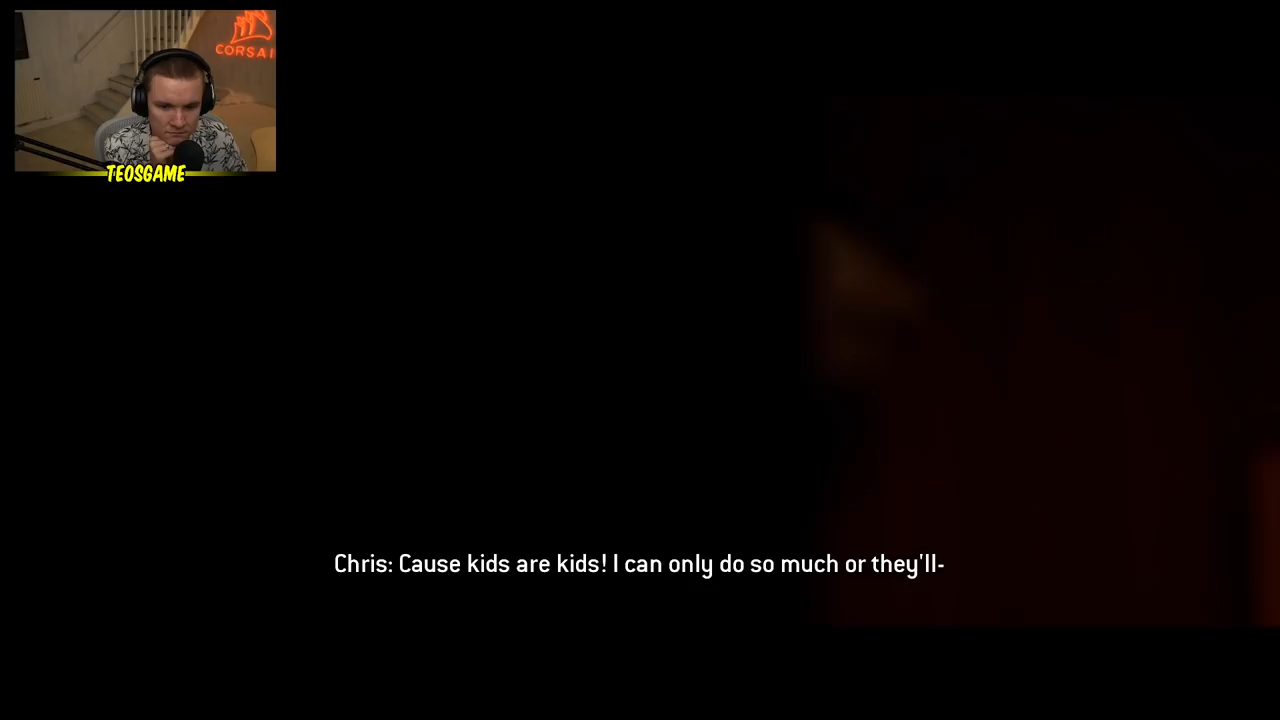 CORSAI
TEOSGAME
Chris: Cause kids are kids! I can only do so much or they'll-